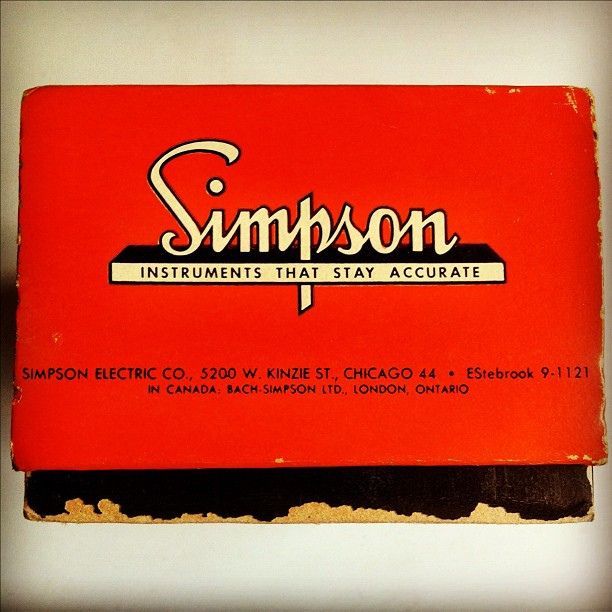 Simpson
INSTRUMENTS THAT STAY ACCURATE
SIMPSON ELECTRIC CO., 5200 W. KINZIE ST., CHICAGO 44 • EStebrook 9-1121
IN CANADA: BACH-SIMPSON LTD., LONDON, ONTARIO